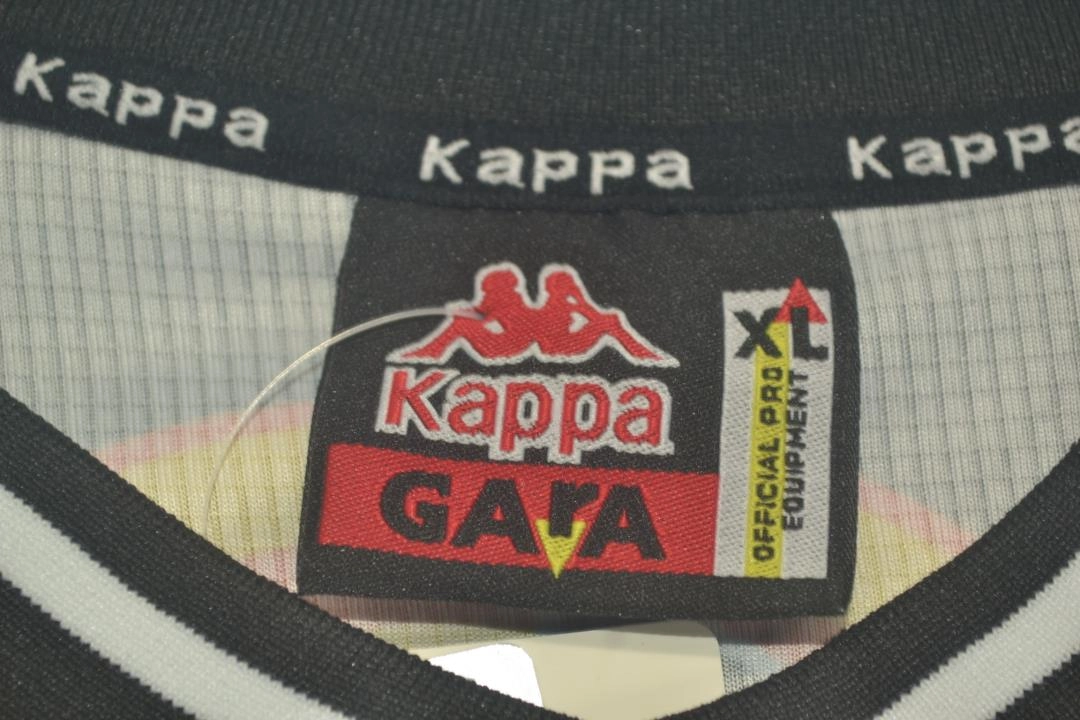 Kappa Kappa Kappa
Kappa
GArA
XL
OFFICIAL PRO
EQUIPMENT